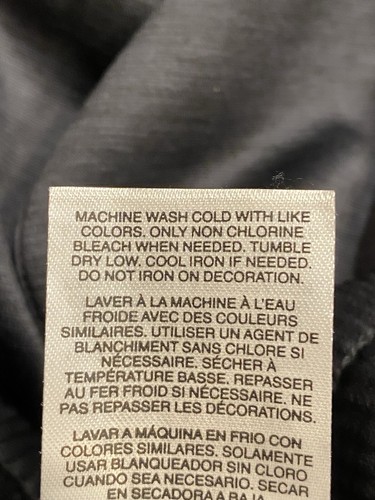 MACHINE WASH COLD WITH LIKE
COLORS. ONLY NON CHLORINE
BLEACH WHEN NEEDED. TUMBLE
DRY LOW. COOL IRON IF NEEDED.
DO NOT IRON ON DECORATION.
LAVER À LA MACHINE À L'EAU
FROIDE AVEC DES COULEURS
SIMILAIRES. UTILISER UN AGENT DE
BLANCHIMENT SANS CHLORE SI
NÉCESSAIRE. SÉCHER À
TEMPÉRATURE BASSE. REPASSER
AU FER FROID SI NÉCESSAIRE. NE
PAS REPASSER LES DÉCORATIONS.
LAVAR A MÁQUINA EN FRIO CON
COLORES SIMILARES. SOLAMENTE
USAR BLANQUEADOR SIN CLORO
CUANDO SEA NECESARIO. SECAR
EN SECADORA A BAJA